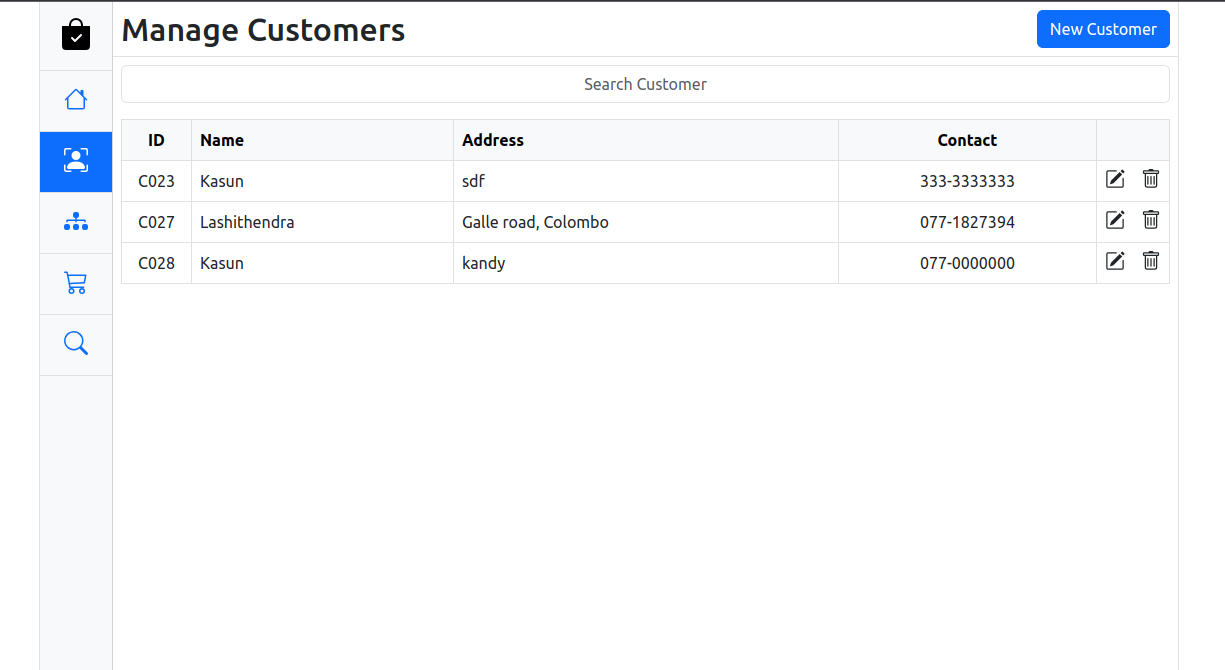 Manage Customers New Customer
Search Customer
ID Name Address Contact
C023 Kasun sdf 333-3333333
C027 Lashithendra Galle road, Colombo 077-1827394
C028 Kasun kandy 077-0000000